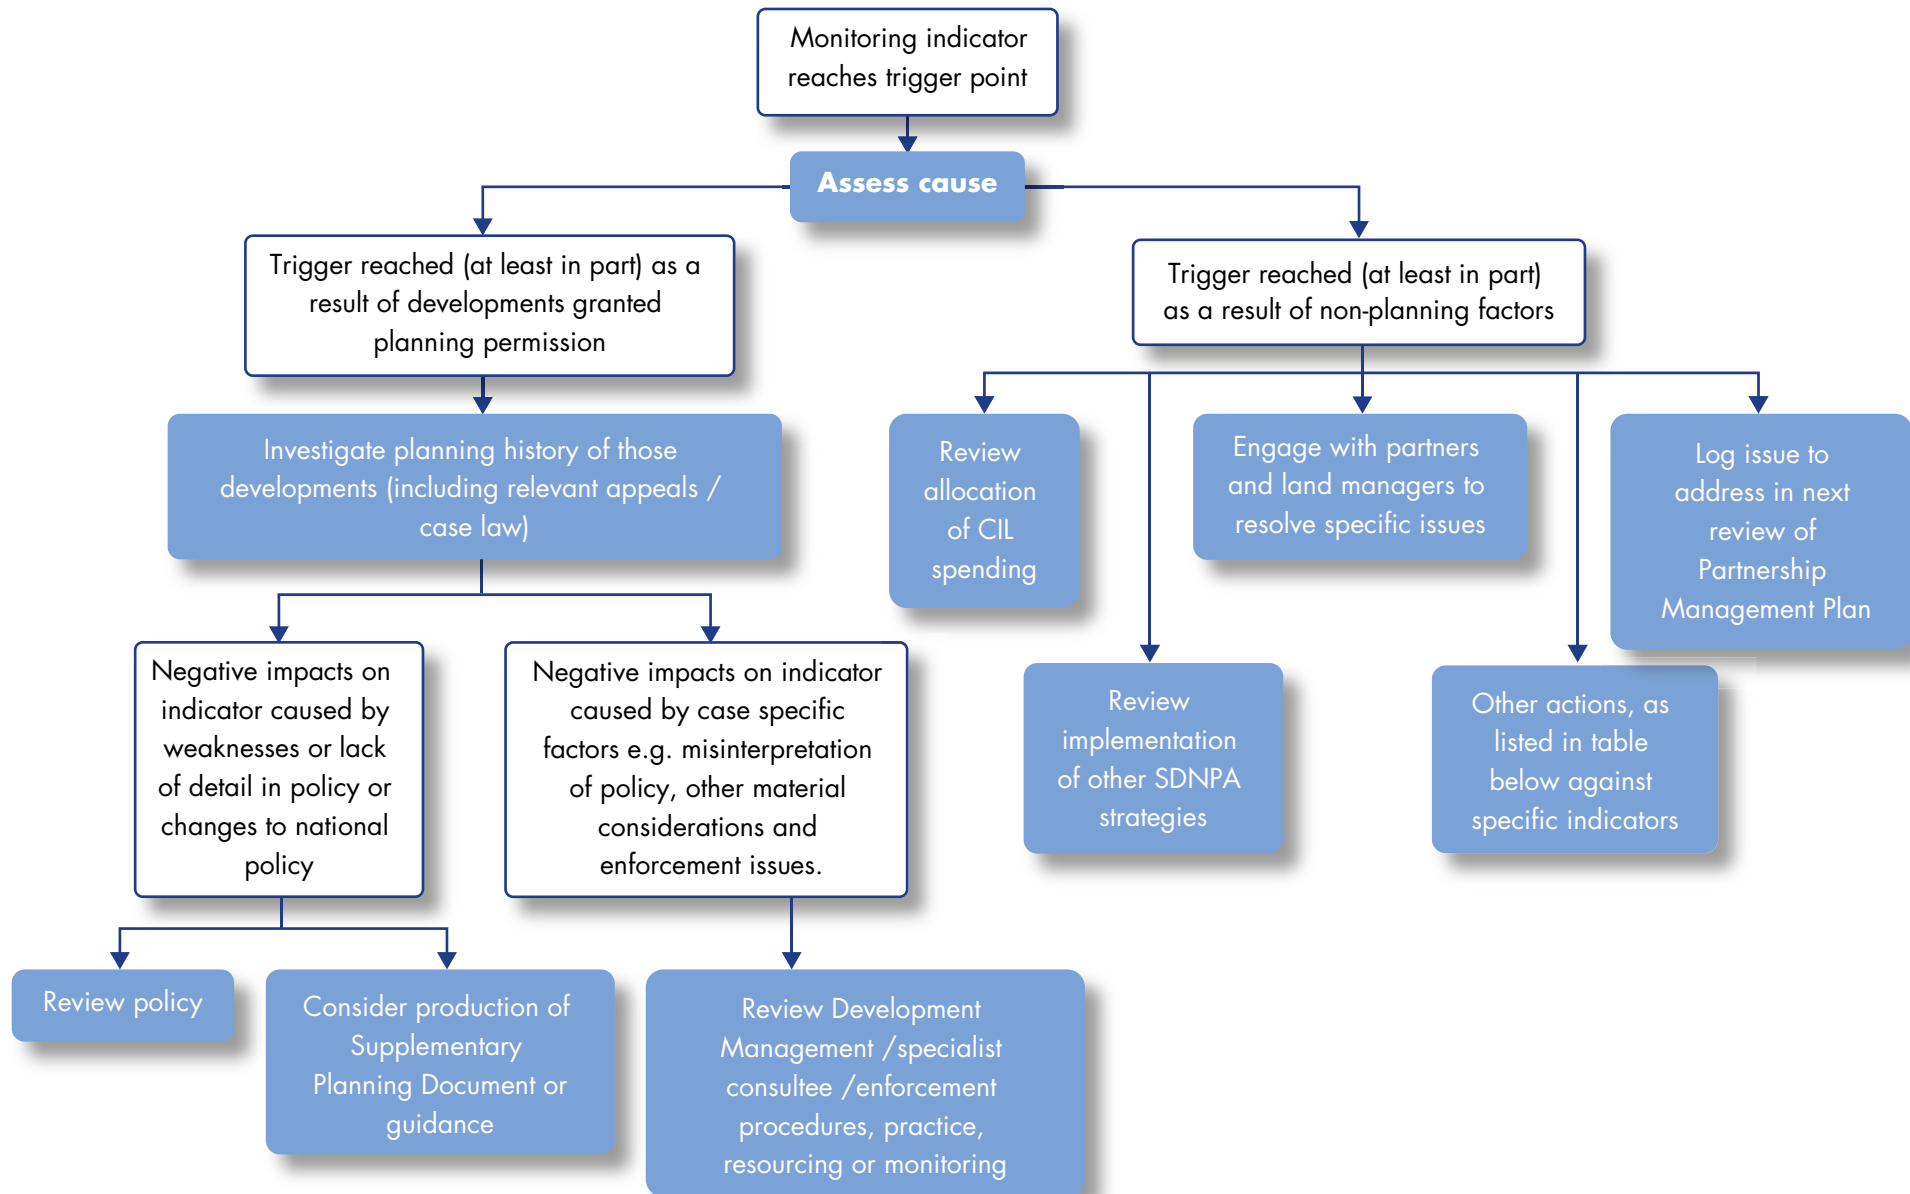 Monitoring indicator
reaches trigger point
Assess cause
Trigger reached (at least in part) as a
result of developments granted
planning permission
Trigger reached (at least in part)
as a result of non-planning factors
Investigate planning history of those
developments (including relevant appeals /
case law)
Review
allocation
of CIL
spending
Engage with partners
and land managers to
resolve specific issues
Log issue to
address in next
review of
Partnership
Management Plan
Negative impacts on
indicator caused by
weaknesses or lack
of detail in policy or
changes to national
policy
Negative impacts on indicator
caused by case specific
factors e.g. misinterpretation
of policy, other material
considerations and
enforcement issues.
Review
implementation
of other SDNPA
strategies
Other actions, as
listed in table
below against
specific indicators
Review policy
Consider production of
Supplementary
Planning Document or
guidance
Review Development
Management /specialist
consultee /enforcement
procedures, practice,
resourcing or monitoring